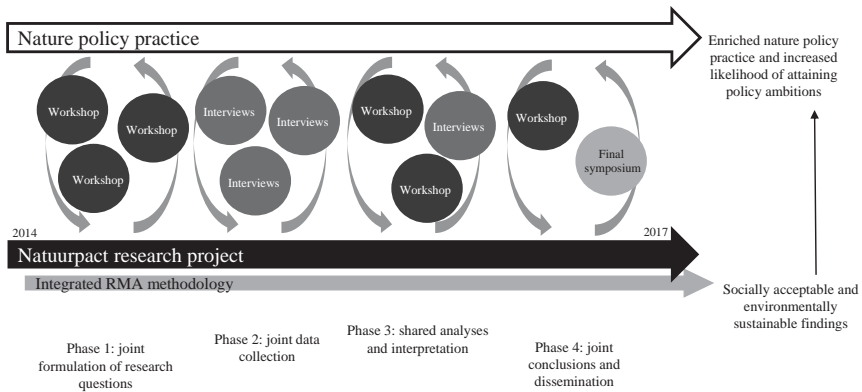 Nature policy practice
Enriched nature policy
practice and increased
likelihood of attaining
policy ambitions
Workshop
Workshop
Workshop
Interviews
Interviews
Interviews
Workshop
Interviews
Workshop
Workshop
Final
symposium
2014
2017
Natuurpact research project
Integrated RMA methodology
Socially acceptable and
environmentally
sustainable findings
Phase 1: joint
formulation of research
questions
Phase 2: joint data
collection
Phase 3: shared analyses
and interpretation
Phase 4: joint
conclusions and
dissemination